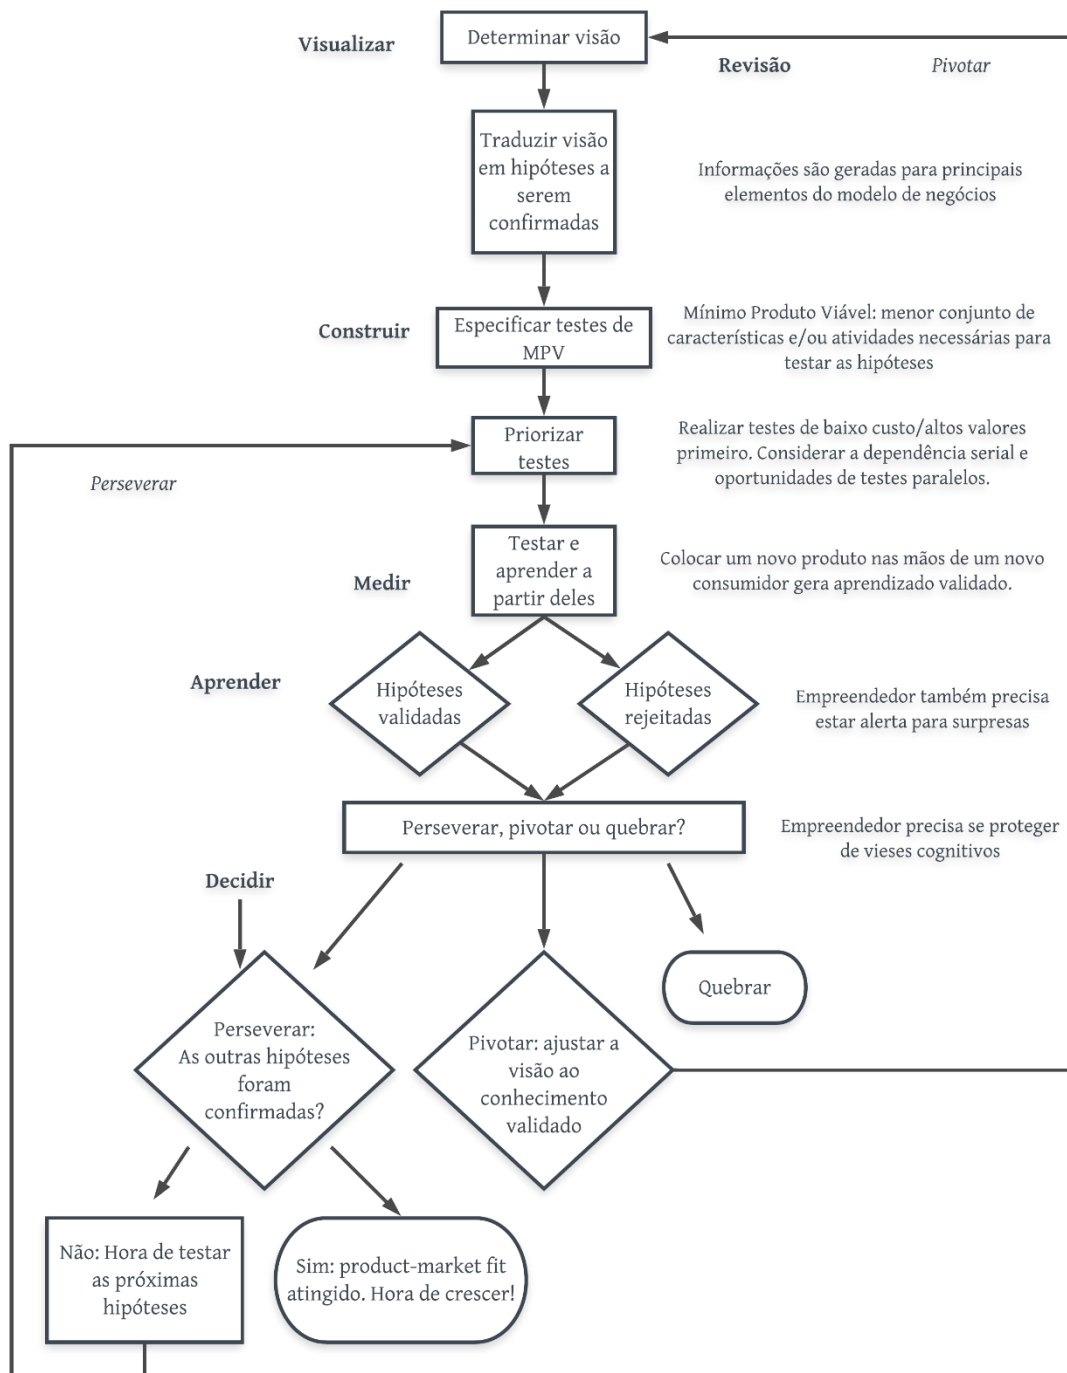 Visualizar
Determinar visão
Revisão
Pivotar
Traduzir visão
em hipóteses a
serem
confirmadas
Informações são geradas para principais
elementos do modelo de negócios
Construir
Especificar testes de
MPV
Mínimo Produto Viável: menor conjunto de
características e/ou atividades necessárias para
testar as hipóteses
Priorizar
testes
Realizar testes de baixo custo/altos valores
primeiro. Considerar a dependência serial e
oportunidades de testes paralelos.
Perseverar
Medir
Testar e
aprender a
partir deles
Colocar um novo produto nas mãos de um novo
consumidor gera aprendizado validado.
Aprender
Hipóteses
validadas
Hipóteses
rejeitadas
Empreendedor também precisa
estar alerta para surpresas
Perseverar, pivotar ou quebrar?
Empreendedor precisa se proteger
de vieses cognitivos
Decidir
Quebrar
Perseverar:
As outras hipóteses
foram
confirmadas?
Pivotar: ajustar a
visão ao
conhecimento
validado
Não: Hora de testar
as próximas
hipóteses
Sim: product-market fit
atingido. Hora de crescer!